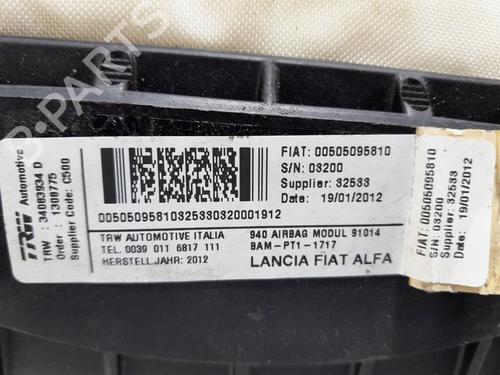 TRW Automotive
TRW : 34083934 D
Order : 1308775
Supplier Code: C500
FIAT: 00505095810
S/N: 03200
Supplier: 32533
Date: 19/01/2012
00505095810325330320001912
TRW AUTOMOTIVE ITALIA
TEL. 0039 011 6817 111
HERSTELL.JAHR: 2012
940 AIRBAG MODUL 91014
BAM-PT1-1717
LANCIA FIAT ALFA
FIAT: 00505095810
S/N: 03200
Supplier: 32533
Date: 19/01/2012
B-PARTS